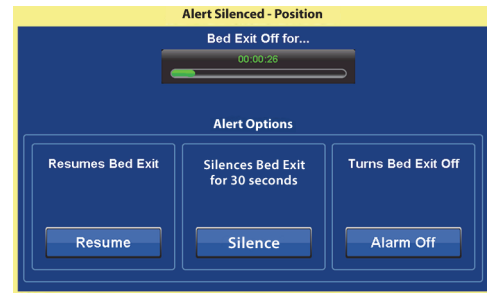 Alert Silenced - Position
Bed Exit Off for...
00:00:26
Alert Options
Resumes Bed Exit
Silences Bed Exit
for 30 seconds
Turns Bed Exit Off
Resume
Silence
Alarm Off